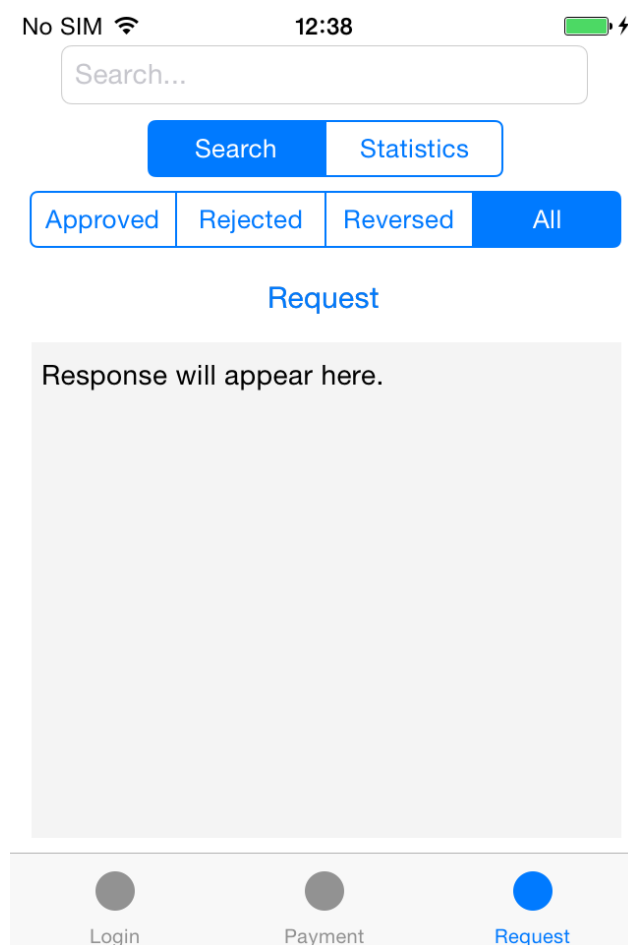 No SIM 12:38
Search...
Search Statistics
Approved Rejected Reversed All
Request
Response will appear here.
Login Payment Request